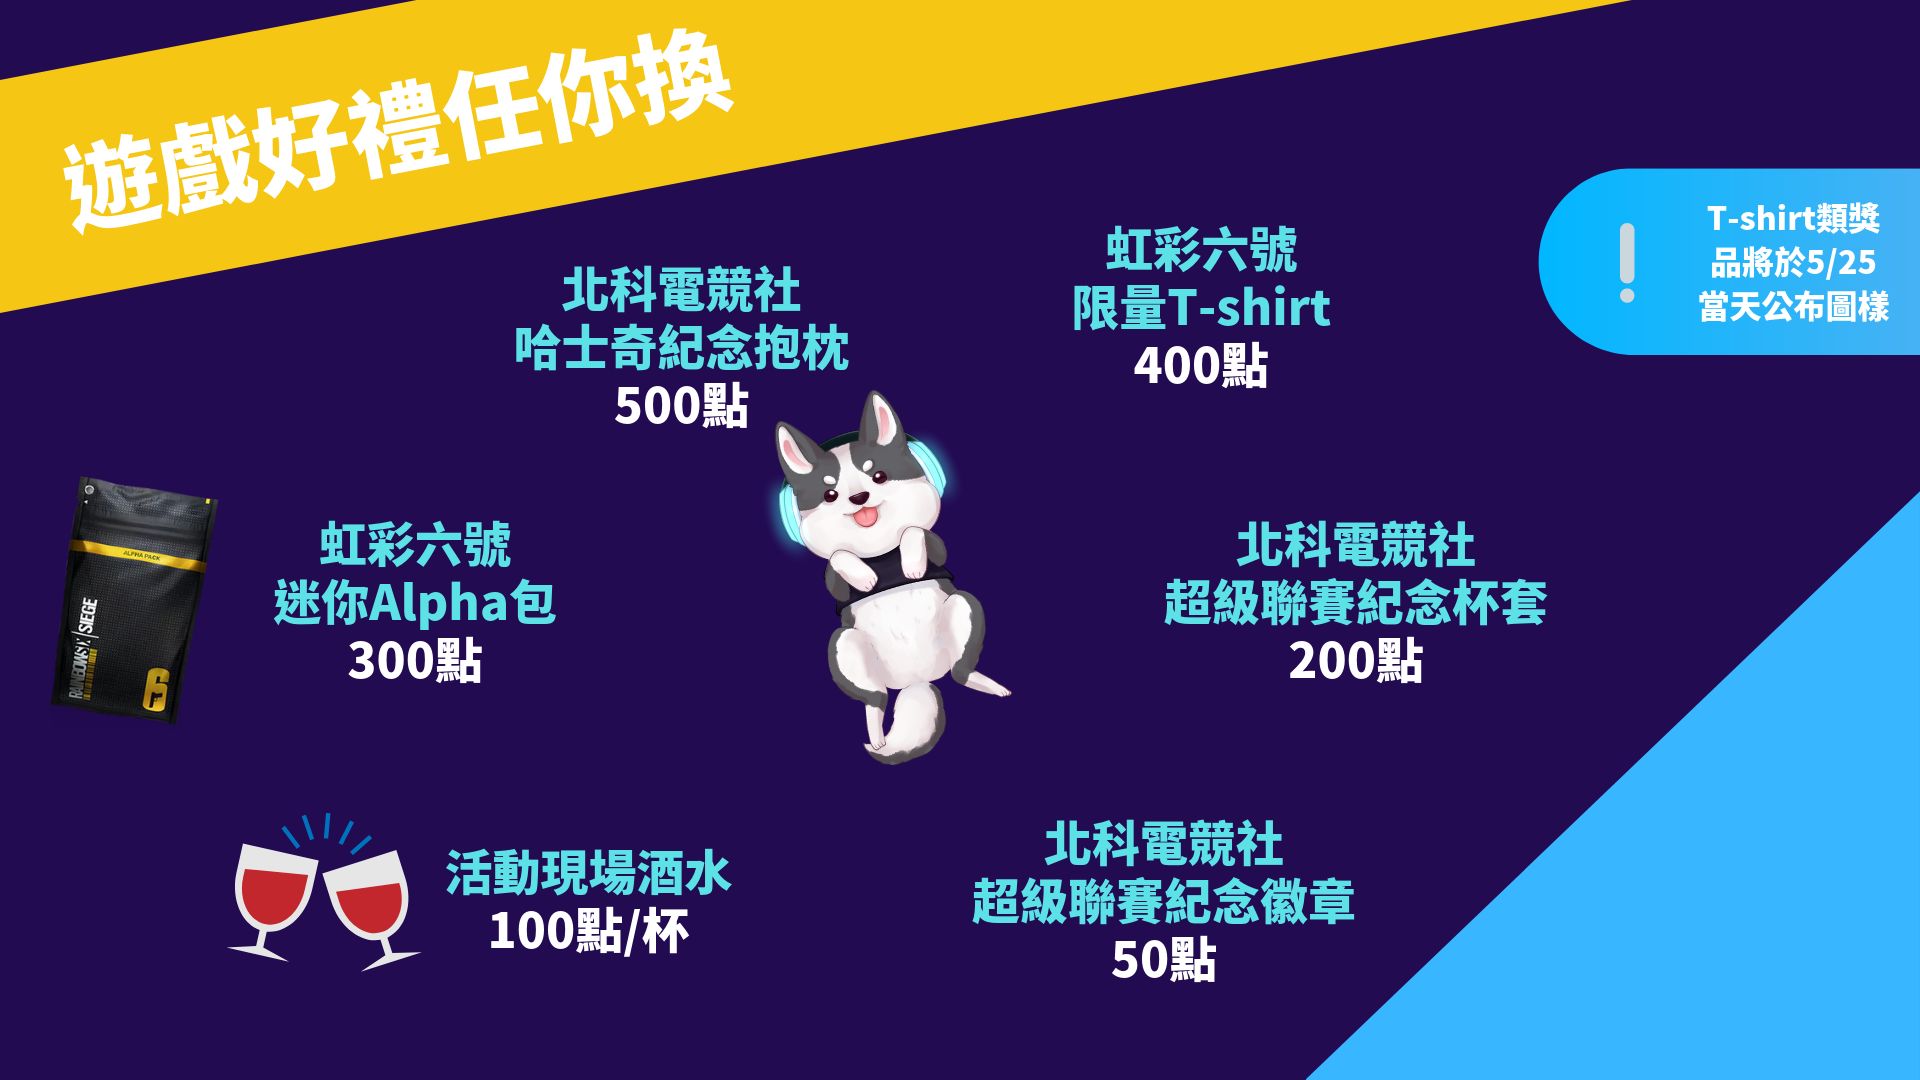 遊戲好禮任你換
T-shirt類獎
品將於5/25
當天公布圖樣
北科電競社
哈士奇紀念抱枕
500點
虹彩六號
限量T-shirt
400點
虹彩六號
迷你Alpha包
300點
ALPHA PACK
RAINBOW SIX SIEGE
6
北科電競社
超級聯賽紀念杯套
200點
活動現場酒水
100點/杯
北科電競社
超級聯賽紀念徽章
50點